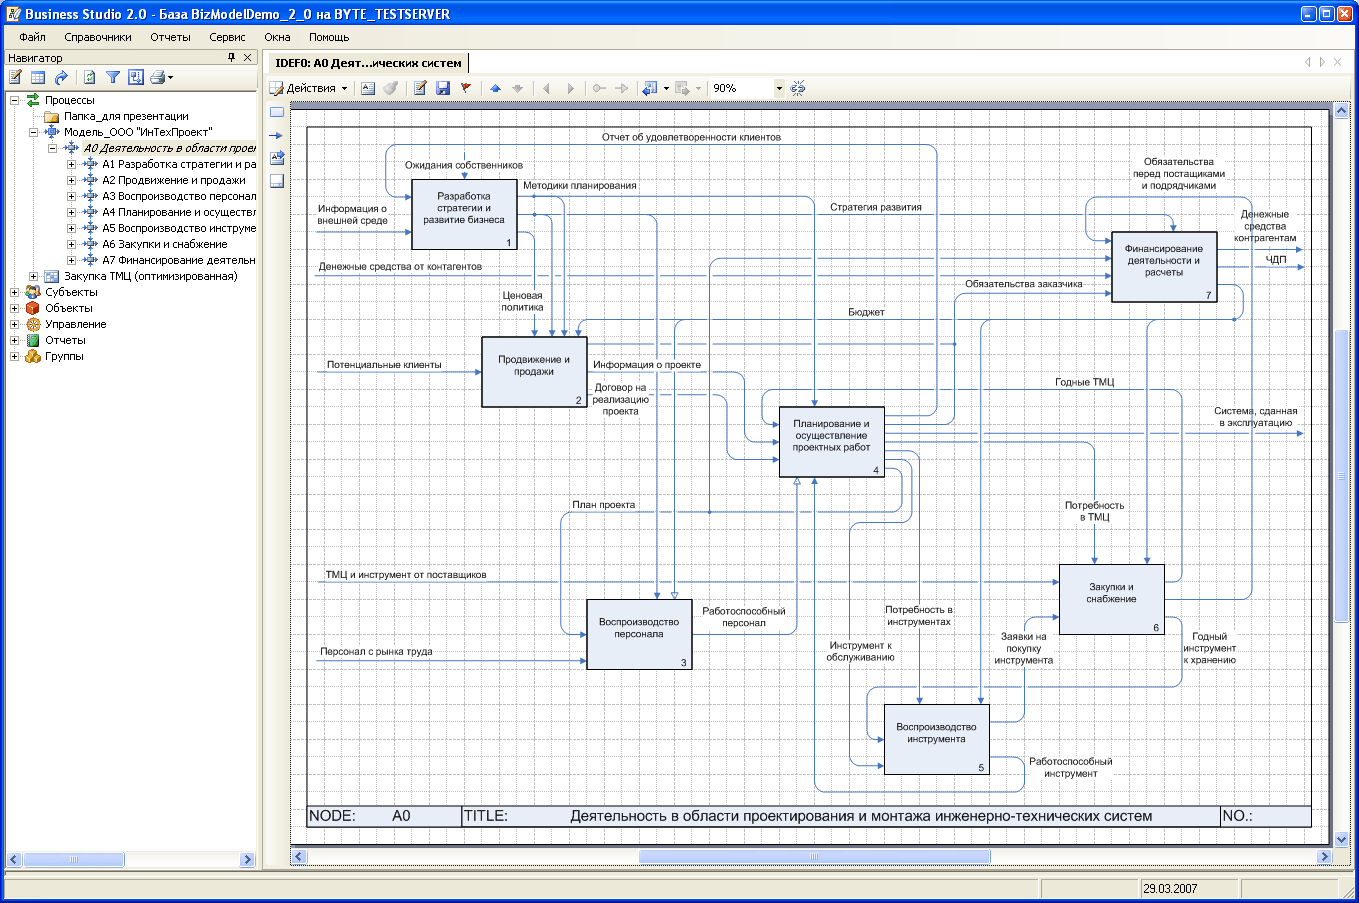 Business Studio 2.0 - База BizModelDemo_2_0 на BYTE_TESTSERVER
Файл Справочники Отчеты Сервис Окна Помощь
Навигатор
Процессы
Папка_для презентации
Модель_ООО "ИнТехПроект"
А0 Деятельность в области прое
А1 Разработка стратегии и ра
А2 Продвижение и продажи
А3 Воспроизводство персонал
А4 Планирование и осуществл
А5 Воспроизводство инструме
А6 Закупки и снабжение
А7 Финансирование деятельн
Закупка ТМЦ (оптимизированная)
Субъекты
Объекты
Управление
Отчеты
Группы
IDEF0: A0 Деят...ических систем
Действия
90%
Отчет об удовлетворенности клиентов
Ожидания собственников
Методики планирования
Разработка
стратегии и
развитие бизнеса
1
Информация о
внешней среде
Стратегия развития
Обязательства
перед постащиками
и подрядчиками
Денежные
средства
контрагентам
ЧДП
Финансирование
деятельности и
расчеты
7
Денежные средства от контагентов
Обязательства заказчика
Ценовая
политика
Бюджет
Продвижение и
продажи
2
Потенциальные клиенты
Информация о проекте
Договор на
реализацию
проекта
Годные ТМЦ
Система, сданная
в эксплуатацию
Планирование и
осуществление
проектных работ
4
План проекта
Потребность
в ТМЦ
ТМЦ и инструмент от поставщиков
Закупки и
снабжение
6
Воспроизводство
персонала
3
Работоспособный
персонал
Потребность в
инструментах
Персонал с рынка труда
Инструмент к
обслуживанию
Заявки на
покупку
инструмента
Годный
инструмент
к хранению
Воспроизводство
инструмента
5
Работоспособный
инструмент
NODE: A0 TITLE: Деятельность в области проектирования и монтажа инженерно-технических систем NO.:
29.03.2007